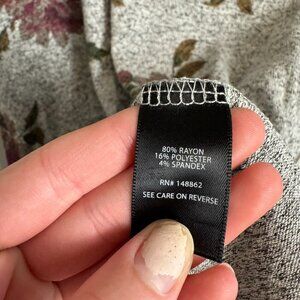 80% RAYON
16% POLYESTER
4% SPANDEX
RN# 148862
SEE CARE ON REVERSE